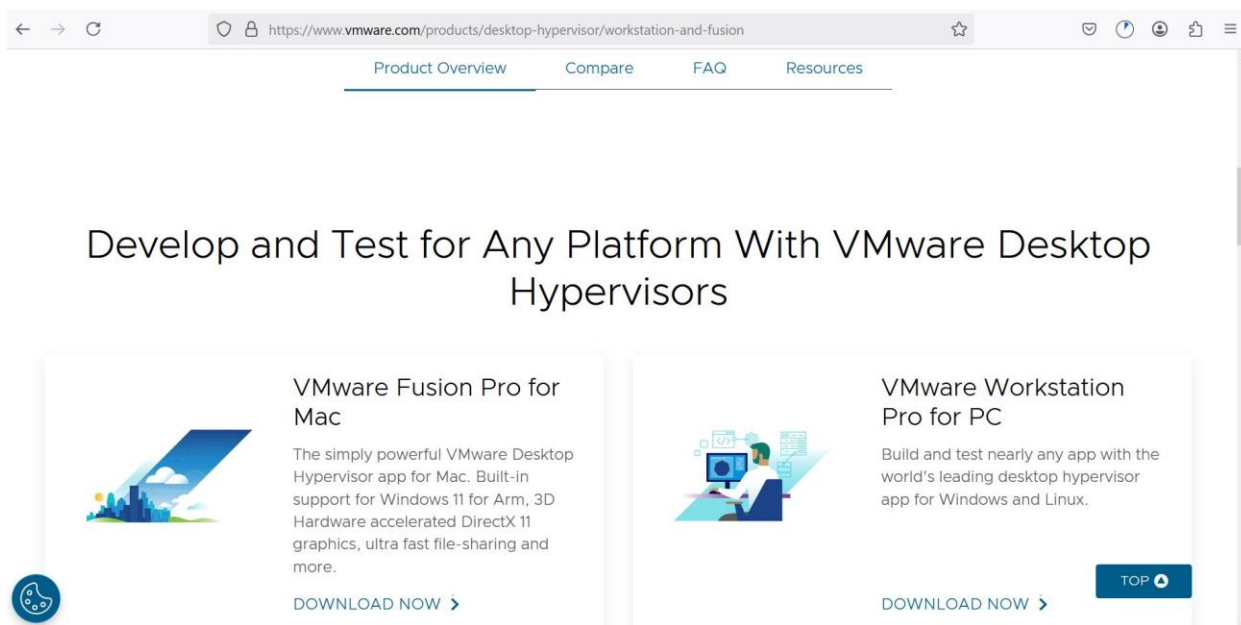 https://www.vmware.com/products/desktop-hypervisor/workstation-and-fusion
Product Overview Compare FAQ Resources
Develop and Test for Any Platform With VMware Desktop
Hypervisors
VMware Fusion Pro for
Mac
The simply powerful VMware Desktop
Hypervisor app for Mac. Built-in
support for Windows 11 for Arm, 3D
Hardware accelerated DirectX 11
graphics, ultra fast file-sharing and
more.
DOWNLOAD NOW
VMware Workstation
Pro for PC
Build and test nearly any app with the
world's leading desktop hypervisor
app for Windows and Linux.
DOWNLOAD NOW
TOP